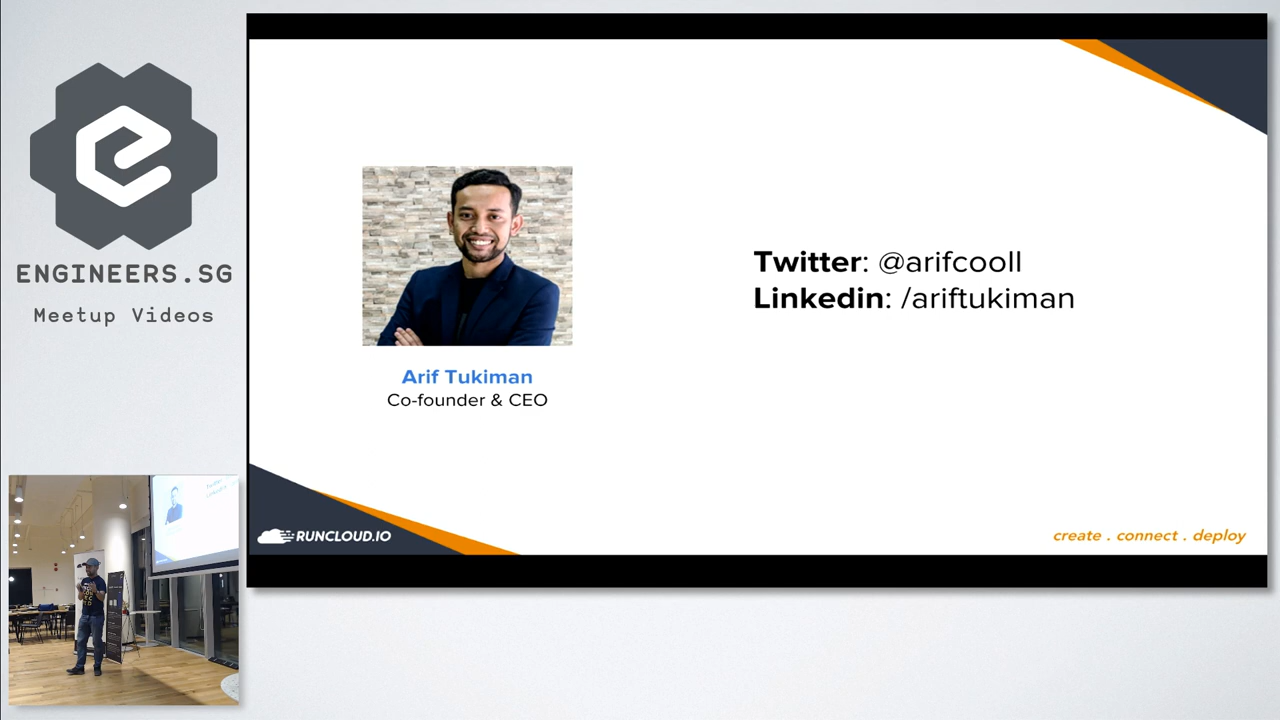 ENGINEERS.SG
Meetup Videos
Twitter: @arifcooll
Linkedin: /ariftukiman
Arif Tukiman
Co-founder & CEO
RUNCLOUD.IO
create . connect . deploy